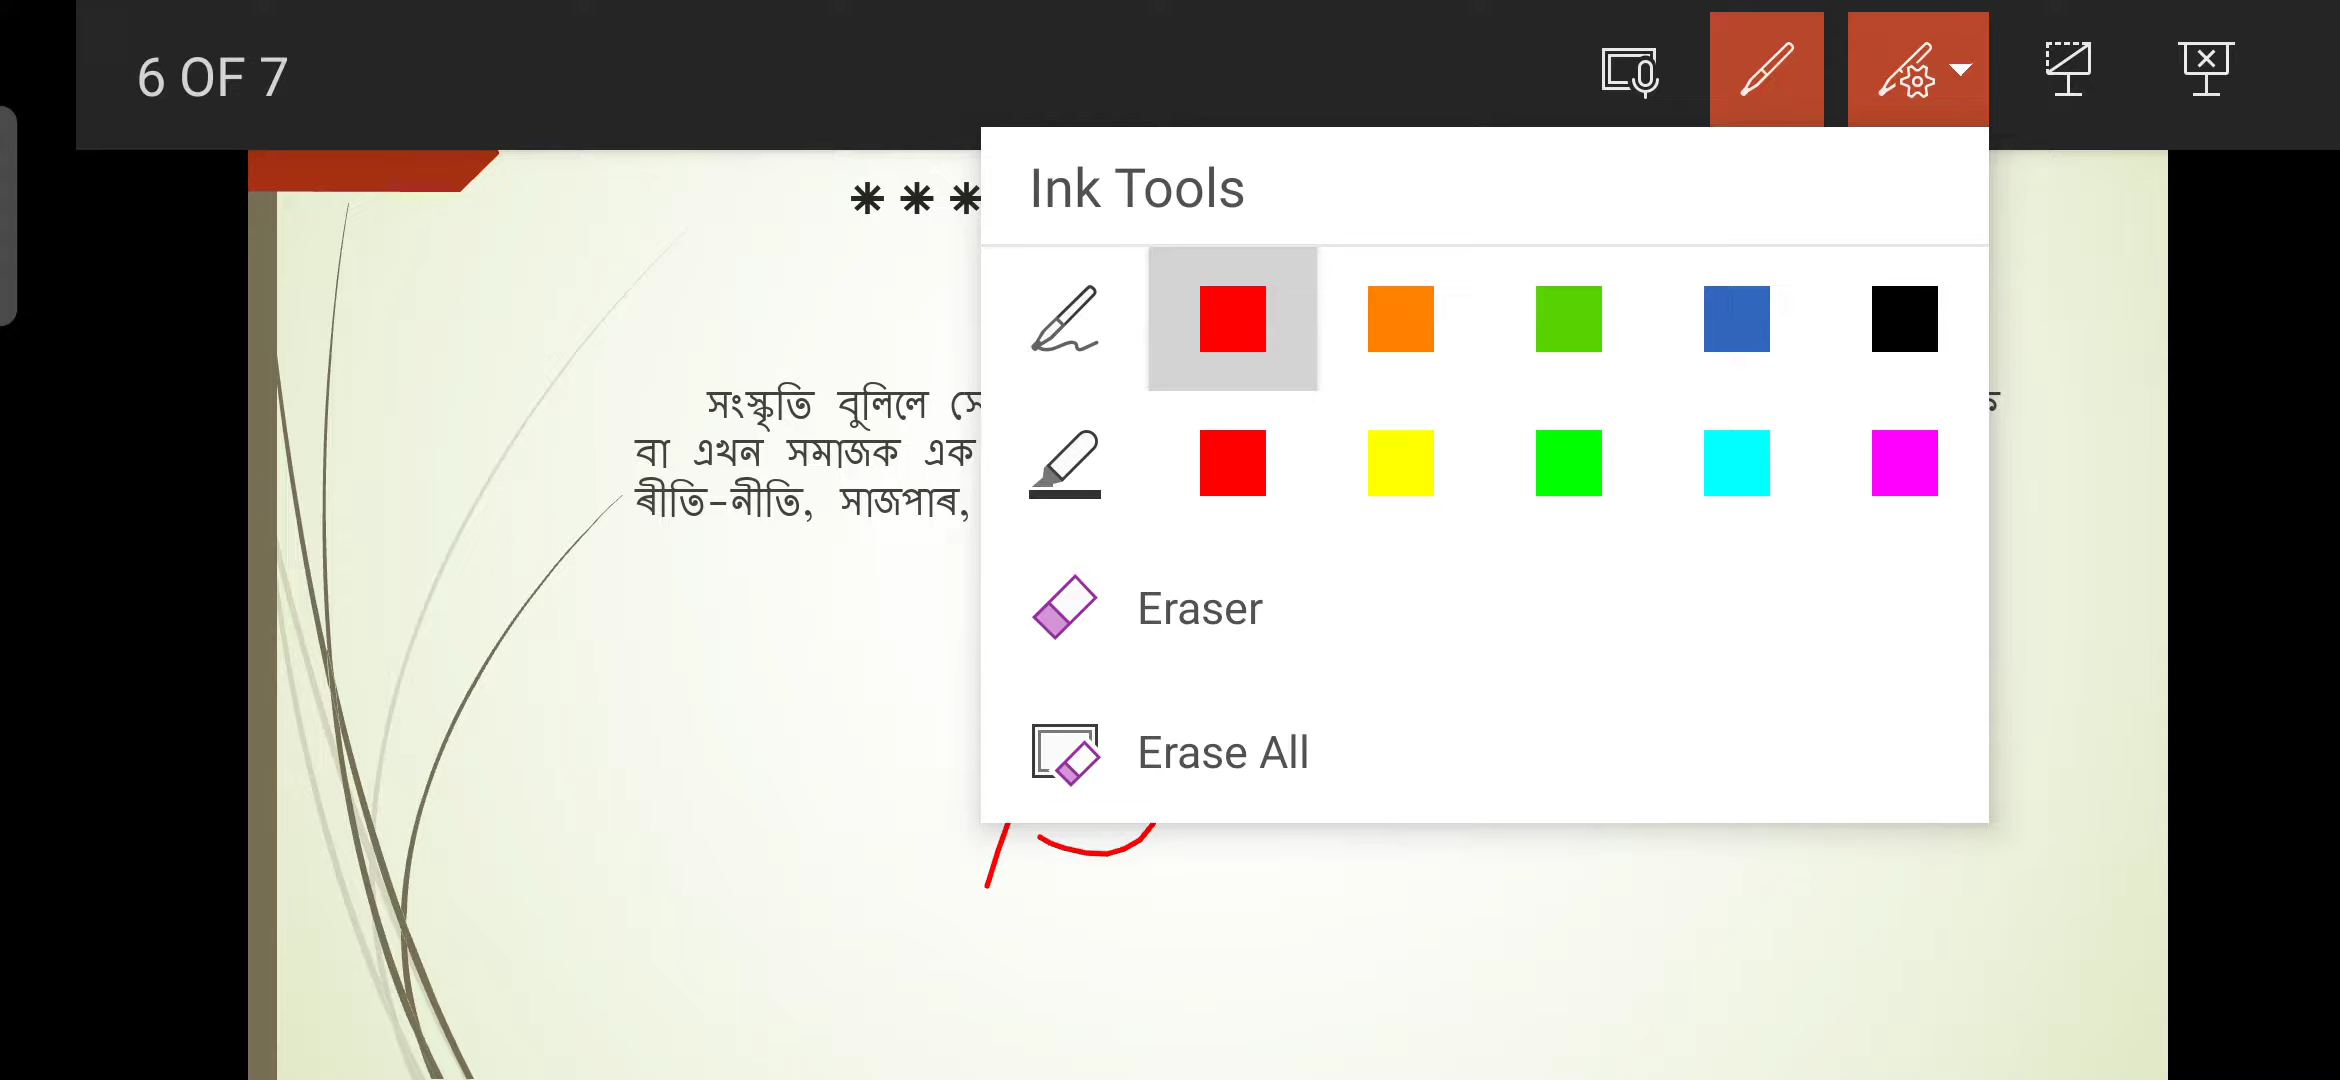 6 OF 7
Ink Tools
***
সংস্কৃতি বুলিলে
বা এখন সমাজক এক
ৰীতি-নীতি, সাজপাৰ,
Eraser
Erase All